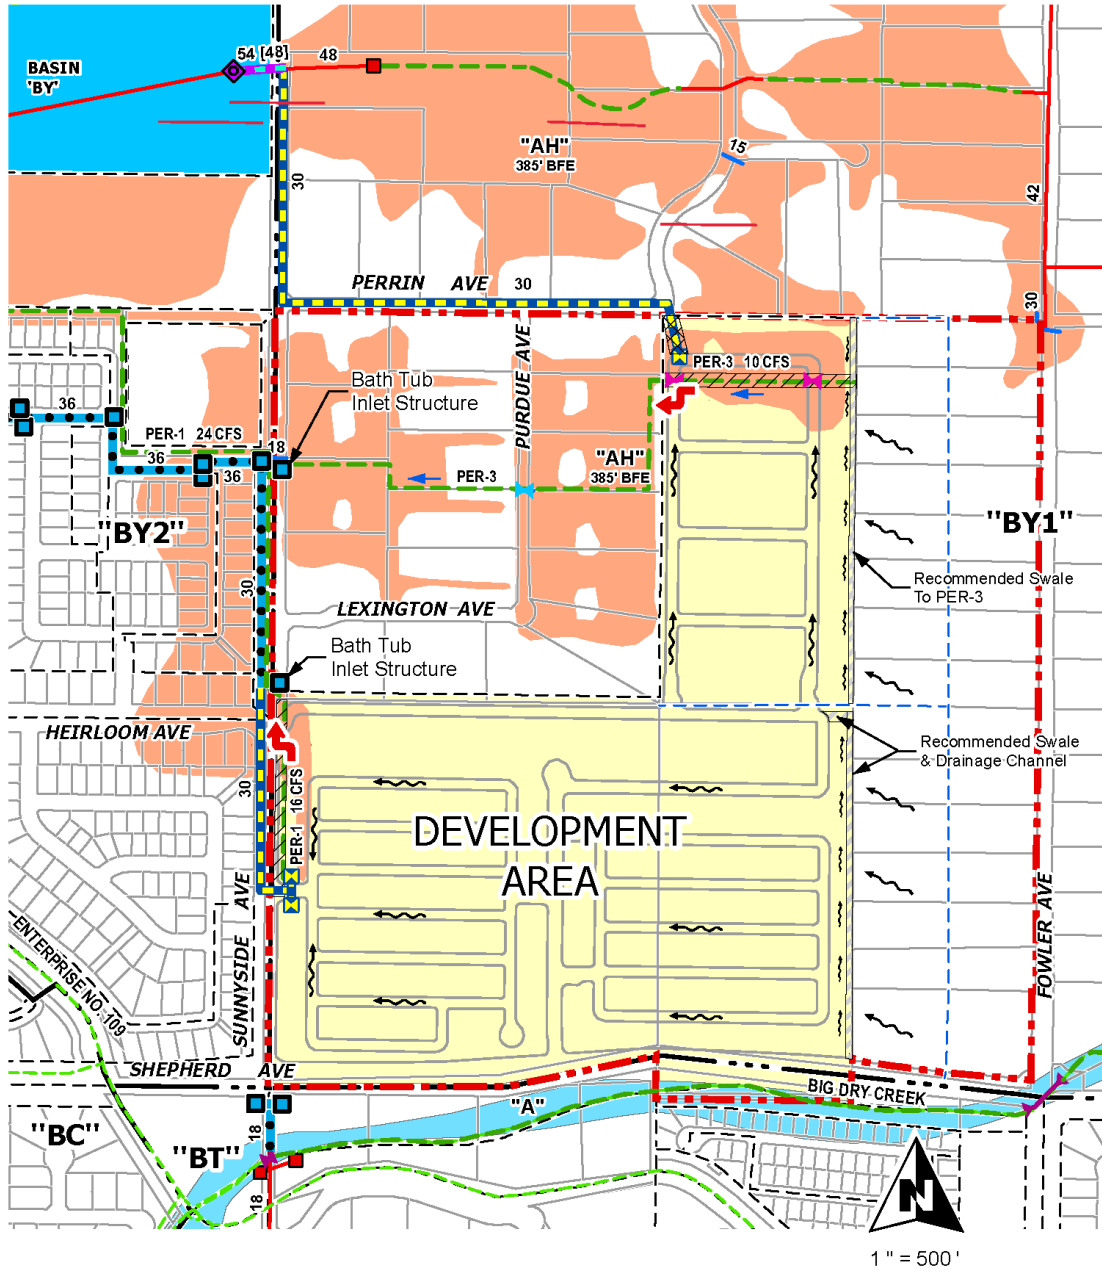 54 [48]
48
BASIN
'BY'
"AH"
385' BFE
15
30
42
PERRIN AVE
30
30
PER-3 10 CFS
Bath Tub
Inlet Structure
PURDUE AVE
36
PER-1 24 CFS
18
36
36
"AH"
385' BFE
PER-3
"BY2"
"BY1"
30
Recommended Swale
To PER-3
LEXINGTON AVE
Bath Tub
Inlet Structure
HEIRLOOM AVE
Recommended Swale
& Drainage Channel
30
PER-1 16 CFS
DEVELOPMENT
AREA
SUNNYSIDE AVE
FOWLER AVE
ENTERPRISE NO. 109
SHEPHERD AVE
BIG DRY CREEK
"A"
"BC"
"BT"
18
18
N
1 " = 500 '